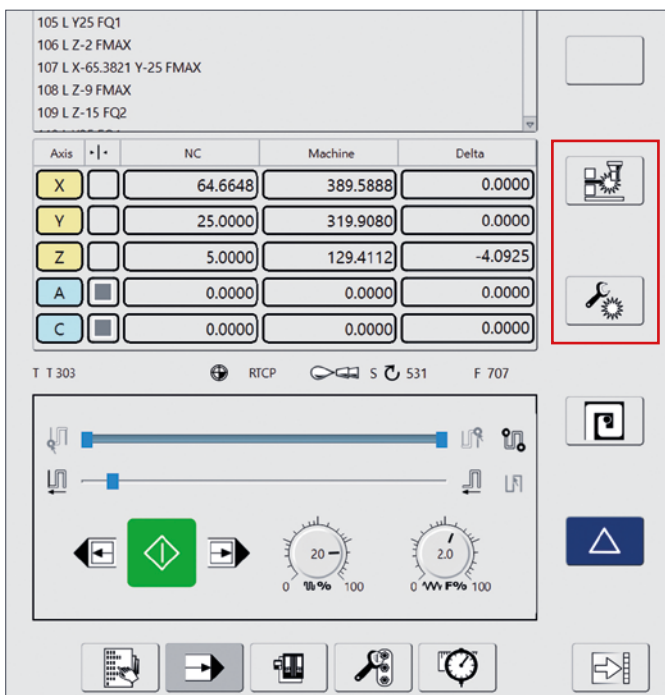 105 L Y25 FQ1
106 L Z-2 FMAX
107 L X-65.3821 Y-25 FMAX
108 L Z-9 FMAX
109 L Z-15 FQ2
Axis NC Machine Delta
X 64.6648 389.5888 0.0000
Y 25.0000 319.9080 0.0000
Z 5.0000 129.4112 -4.0925
A 0.0000 0.0000 0.0000
C 0.0000 0.0000 0.0000
T T 303 RTCP S 531 F 707
20 2.0
0 % 100 0 F% 100